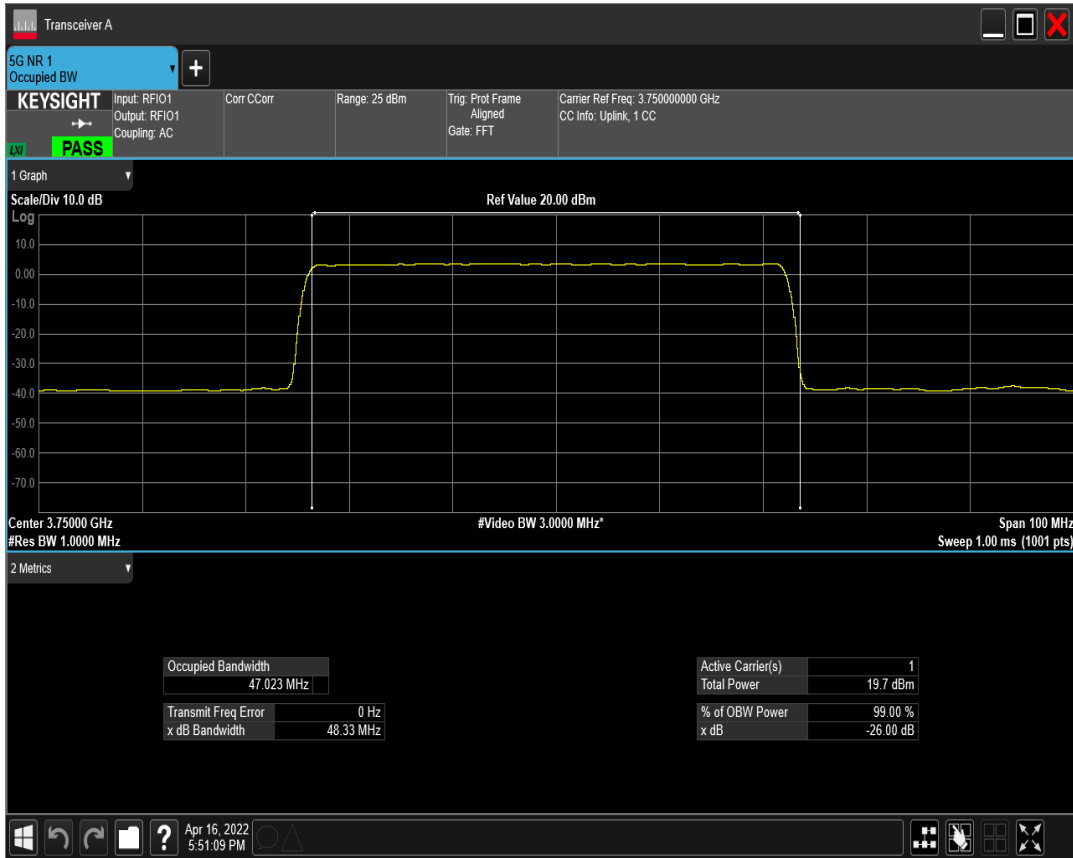 Transceiver A
5G NR 1
Occupied BW
KEYSIGHT
LXI
PASS
Input: RFIO1
Output: RFIO1
Coupling: AC
Corr CCorr
Range: 25 dBm
Trig: Prot Frame
Aligned
Gate: FFT
Carrier Ref Freq: 3.750000000 GHz
CC Info: Uplink, 1 CC
1 Graph
Scale/Div 10.0 dB
Ref Value 20.00 dBm
Log
10.0
0.00
-10.0
-20.0
-30.0
-40.0
-50.0
-60.0
-70.0
Center 3.75000 GHz
#Video BW 3.0000 MHz*
Span 100 MHz
#Res BW 1.0000 MHz
Sweep 1.00 ms (1001 pts)
2 Metrics
Occupied Bandwidth
47.023 MHz
Transmit Freq Error 0 Hz
x dB Bandwidth 48.33 MHz
Active Carrier(s) 1
Total Power 19.7 dBm
% of OBW Power 99.00 %
x dB -26.00 dB
Apr 16, 2022
5:51:09 PM